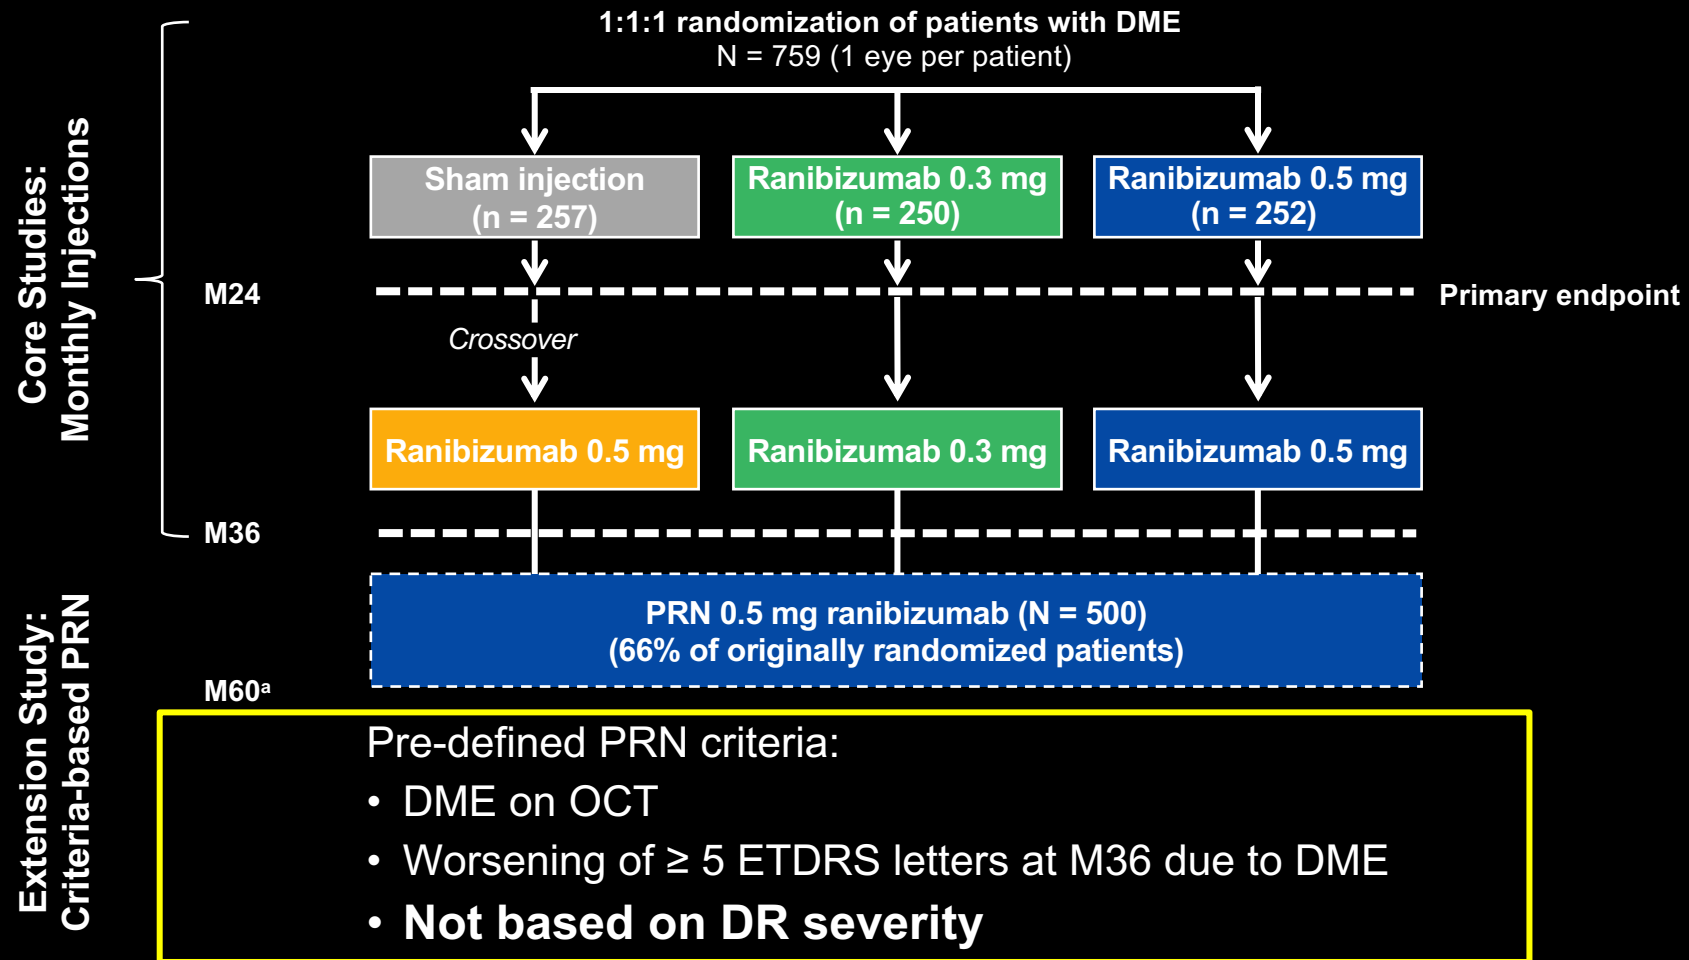 1:1:1 randomization of patients with DME
N = 759 (1 eye per patient)
Core Studies:
Monthly Injections
Sham injection
(n = 257)
Ranibizumab 0.3 mg
(n = 250)
Ranibizumab 0.5 mg
(n = 252)
M24
Primary endpoint
Crossover
Ranibizumab 0.5 mg
Ranibizumab 0.3 mg
Ranibizumab 0.5 mg
M36
Extension Study:
Criteria-based PRN
PRN 0.5 mg ranibizumab (N = 500)
(66% of originally randomized patients)
M60ᵃ
Pre-defined PRN criteria:
• DME on OCT
• Worsening of ≥ 5 ETDRS letters at M36 due to DME
• Not based on DR severity